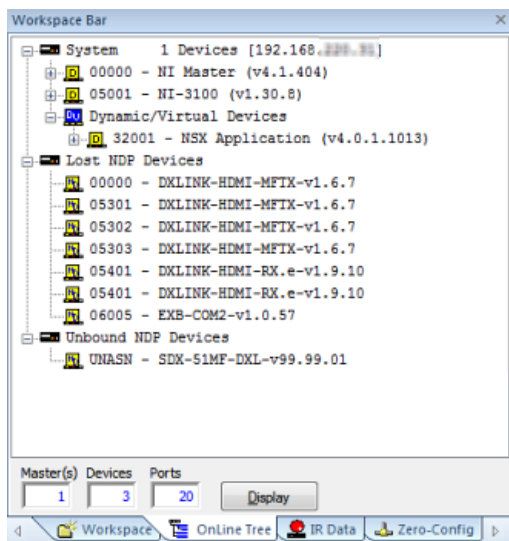 Workspace Bar
System 1 Devices [192.168. ]
00000 - NI Master (v4.1.404)
05001 - NI-3100 (v1.30.8)
Dynamic/Virtual Devices
32001 - NSX Application (v4.0.1.1013)
Lost NDP Devices
00000 - DXLINK-HDMI-MFTX-v1.6.7
05301 - DXLINK-HDMI-MFTX-v1.6.7
05302 - DXLINK-HDMI-MFTX-v1.6.7
05303 - DXLINK-HDMI-MFTX-v1.6.7
05401 - DXLINK-HDMI-RX.e-v1.9.10
05401 - DXLINK-HDMI-RX.e-v1.9.10
06005 - EXB-COM2-v1.0.57
Unbound NDP Devices
UNASN - SDX-51MF-DXL-v99.99.01
Master(s) Devices Ports
1 3 20 Display
Workspace OnLine Tree IR Data Zero-Config